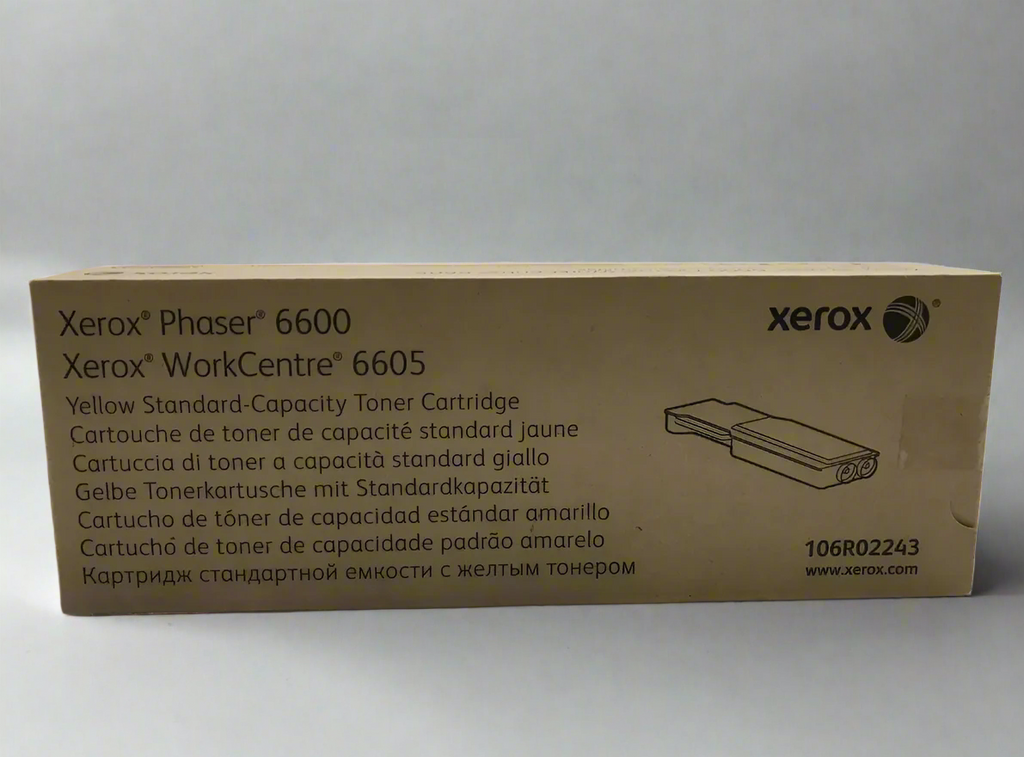 Xerox® Phaser® 6600
Xerox® WorkCentre® 6605
Yellow Standard-Capacity Toner Cartridge
Cartouche de toner de capacité standard jaune
Cartuccia di toner a capacità standard giallo
Gelbe Tonerkartusche mit Standardkapazität
Cartucho de tóner de capacidad estándar amarillo
Cartucho de toner de capacidade padrão amarelo
Картридж стандартной емкости с желтым тонером
xerox ®
106R02243
www.xerox.com